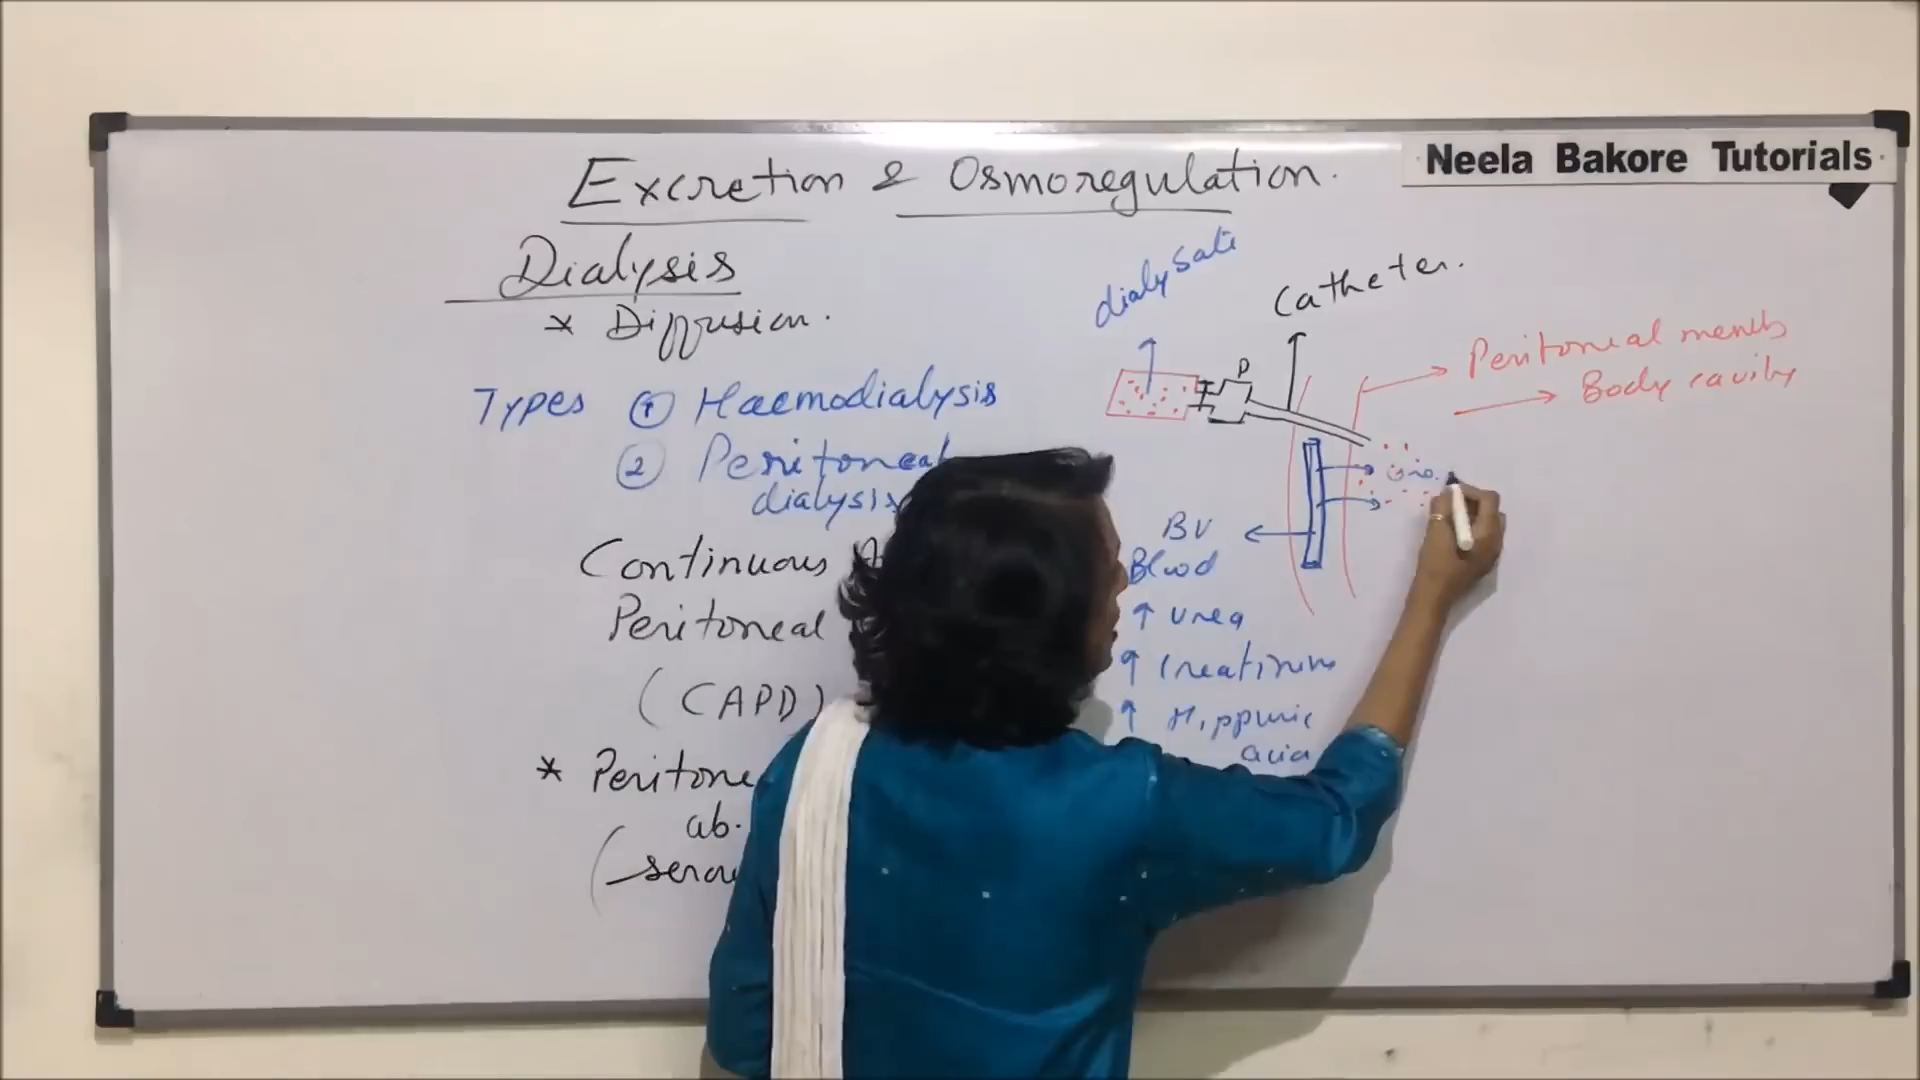 Neela Bakore Tutorials
Excretion & Osmoregulation.
Dialysis
* Diffusion.
Types ① Haemodialysis
② Peritoneal
dialysis
Continuous
Peritoneal
(CAPD)
* Peritone
ab.
(serou
dialysate
Catheter.
P
→ Peritoneal memb
→ Body cavity
BV
Blood
↑ Urea
↑ Creatinine
↑ Hippuric
acid